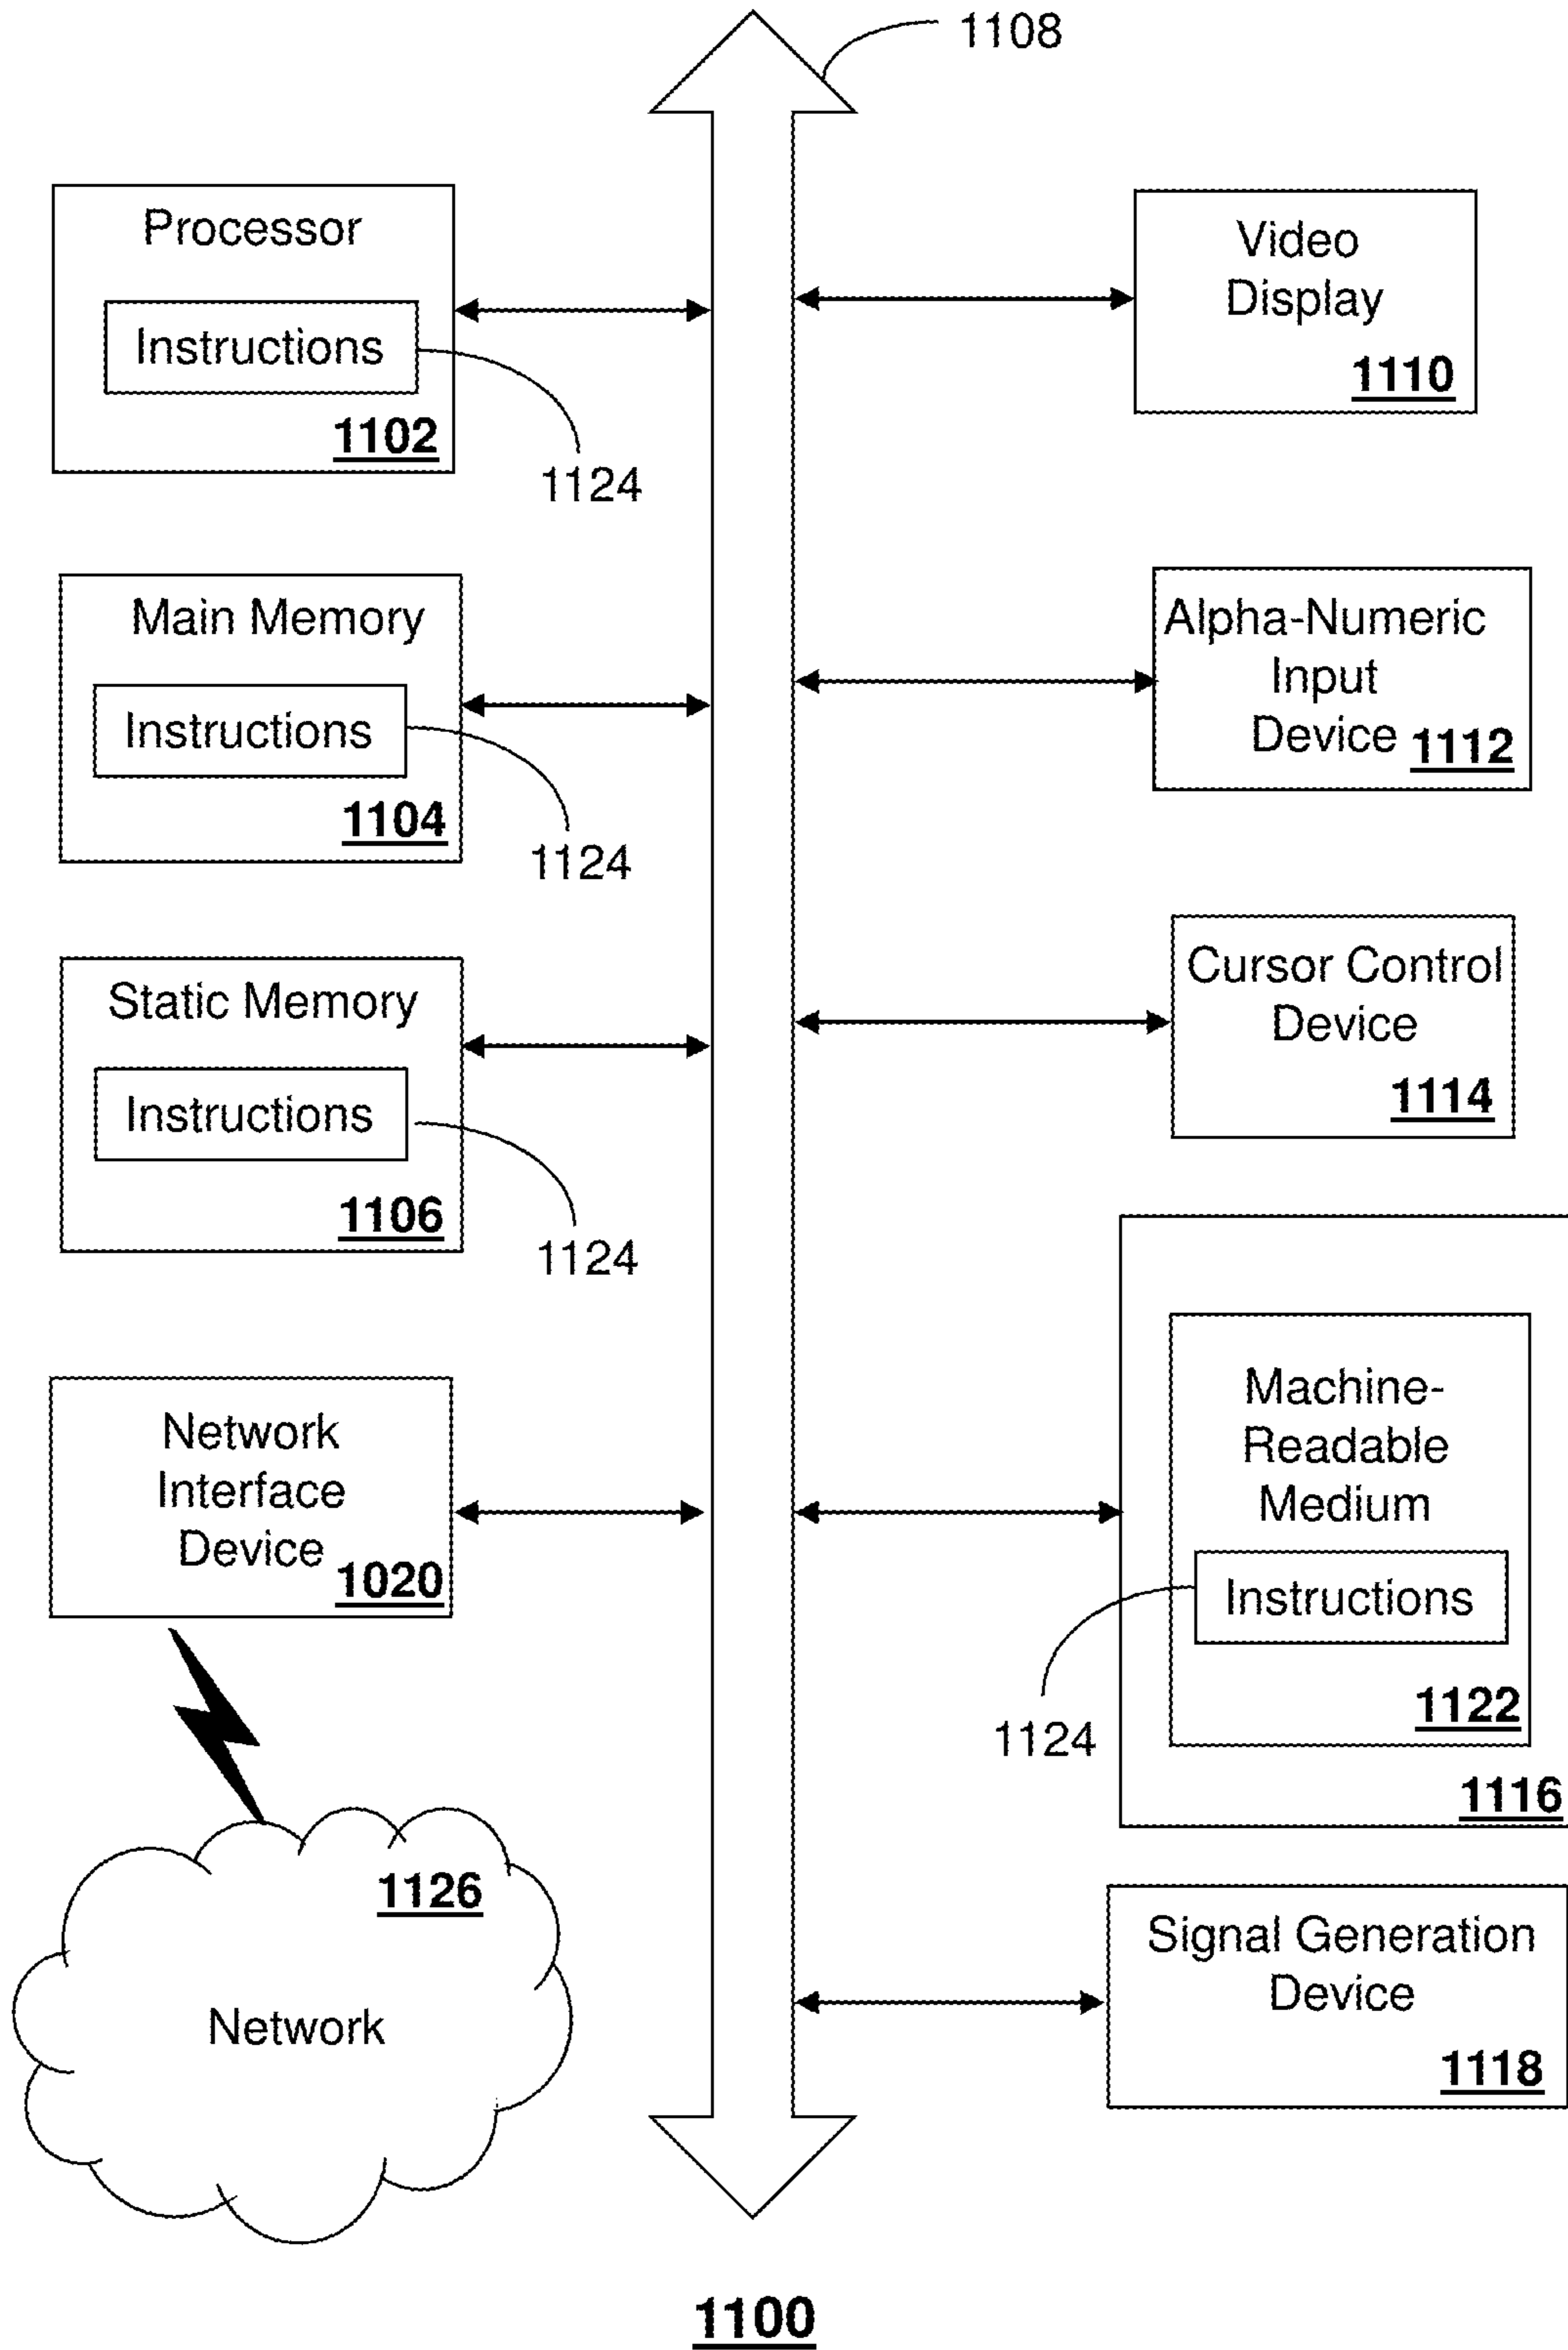 1108
Processor
Instructions
1102
1124
Main Memory
Instructions
1104
1124
Static Memory
Instructions
1106
1124
Network
Interface
Device
1020
1126
Network
Video
Display
1110
Alpha-Numeric
Input
Device 1112
Cursor Control
Device
1114
Machine-
Readable
Medium
Instructions
1122
1124
1116
Signal Generation
Device
1118
1100